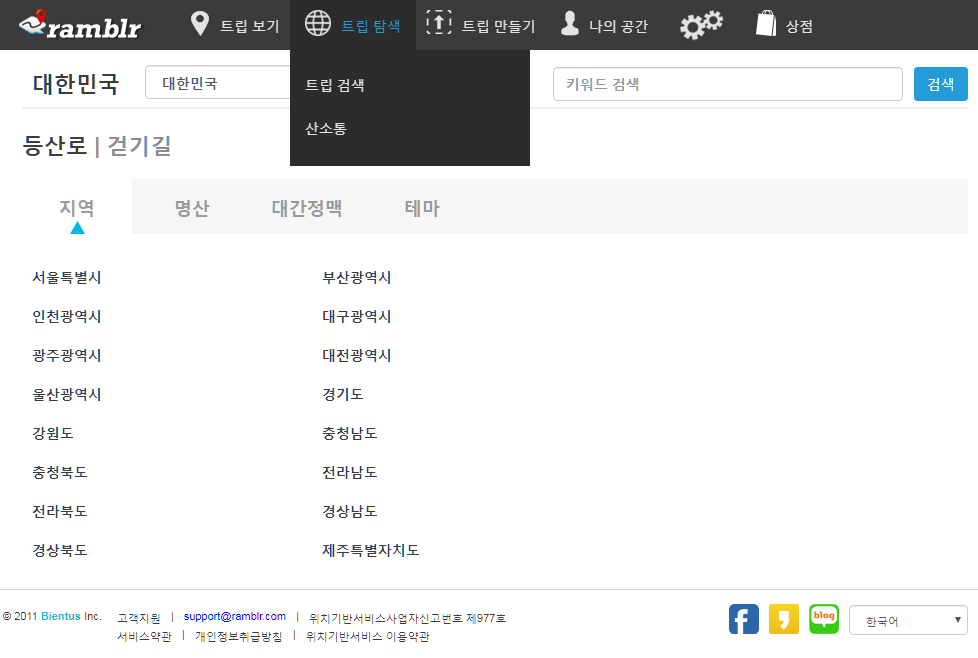 ramblr 트립 보기 트립 탐색 트립 만들기 나의 공간 상점
대한민국 대한민국 트립 검색 키워드 검색 검색
산소통
등산로 | 걷기길
지역 명산 대간정맥 테마
서울특별시 부산광역시
인천광역시 대구광역시
광주광역시 대전광역시
울산광역시 경기도
강원도 충청남도
충청북도 전라남도
전라북도 경상남도
경상북도 제주특별자치도
© 2011 Bientus Inc. 고객지원 | support@ramblr.com | 위치기반서비스사업자신고번호 제977호
서비스약관 | 개인정보취급방침 | 위치기반서비스 이용약관
f blog 한국어